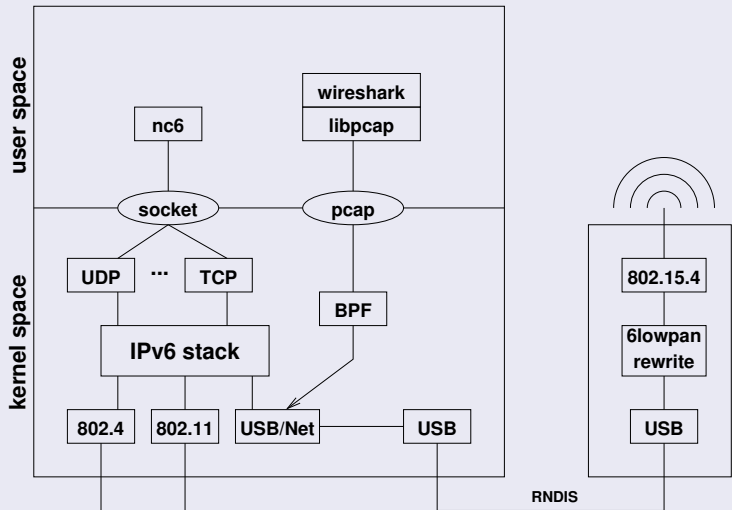 user space
wireshark
nc6
libpcap
socket
pcap
kernel space
UDP
...
TCP
802.15.4
BPF
IPv6 stack
6lowpan
rewrite
802.4
802.11
USB/Net
USB
USB
RNDIS